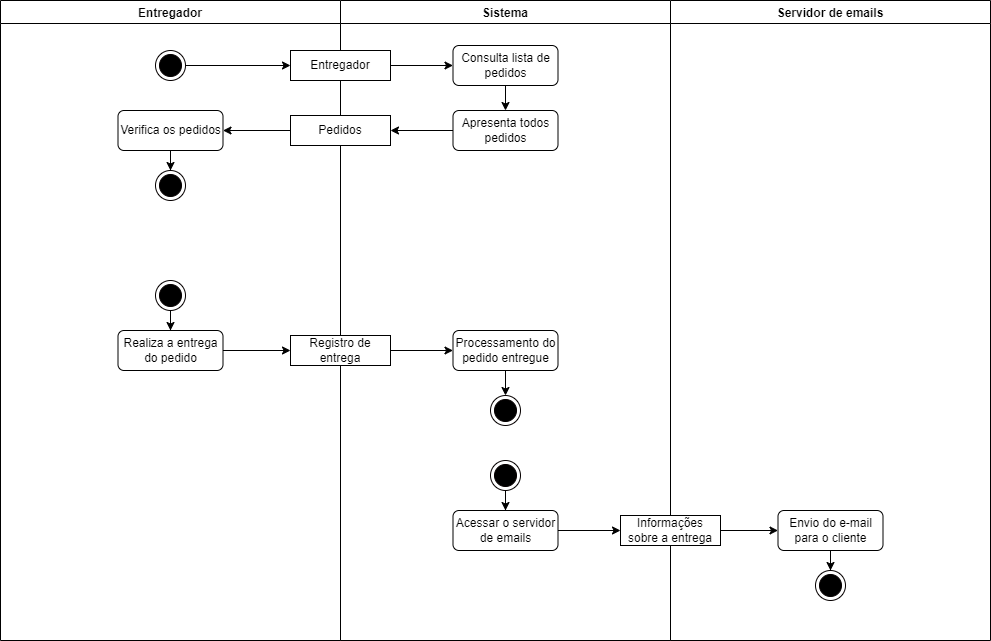 Entregador
Sistema
Servidor de emails
Entregador
Consulta lista de
pedidos
Verifica os pedidos
Pedidos
Apresenta todos
pedidos
Realiza a entrega
do pedido
Registro de
entrega
Processamento do
pedido entregue
Acessar o servidor
de emails
Informações
sobre a entrega
Envio do e-mail
para o cliente